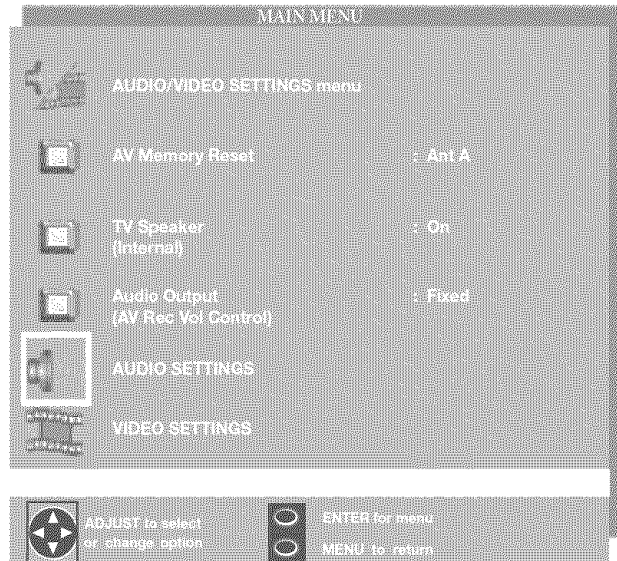 MAIN MENU
AUDIO/VIDEO SETTINGS menu
AV Memory Reset : Ant A
TV Speaker : On
(Internal)
Audio Output : Fixed
(AV Rec Vol Control)
AUDIO SETTINGS
VIDEO SETTINGS
ADJUST to select
or change option
ENTER for menu
MENU to return